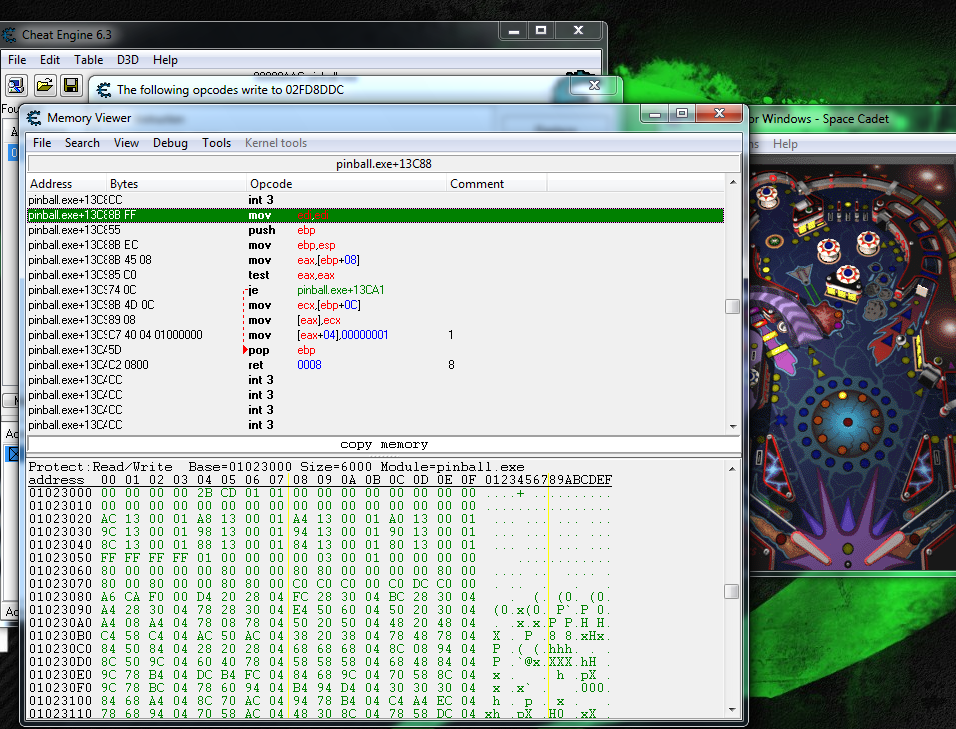 Cheat Engine 6.3
File Edit Table D3D Help
The following opcodes write to 02FD8DDC
Memory Viewer
or Windows - Space Cadet
File Search View Debug Tools Kernel tools
Help
pinball.exe+13C88
Address Bytes Opcode Comment
pinball.exe+13C8 CC int 3
pinball.exe+13C8 8B FF mov
pinball.exe+13C8 55 push ebp
pinball.exe+13C8 8B EC mov ebp,esp
pinball.exe+13C8 8B 45 08 mov eax,[ebp+08]
pinball.exe+13C9 85 C0 test eax,eax
pinball.exe+13C9 74 0C je pinball.exe+13CA1
pinball.exe+13C9 8B 4D 0C mov ecx,[ebp+0C]
pinball.exe+13C9 89 08 mov [eax],ecx
pinball.exe+13C9 C7 40 04 01000000 mov [eax+04],00000001 1
pinball.exe+13CA 5D pop ebp
pinball.exe+13CA C2 0800 ret 0008 8
pinball.exe+13CA CC int 3
pinball.exe+13CA CC int 3
pinball.exe+13CA CC int 3
pinball.exe+13CA CC int 3
copy memory
Protect:Read/Write Base=01023000 Size=6000 Module=pinball.exe
address 00 01 02 03 04 05 06 07 08 09 0A 0B 0C 0D 0E 0F 0123456789ABCDEF
01023000 00 00 00 00 2B CD 01 01 00 00 00 00 00 00 00 00 ....+... ........
01023010 00 00 00 00 00 00 00 00 00 00 00 00 00 00 00 00
01023020 AC 13 00 01 A8 13 00 01 A4 13 00 01 A0 13 00 01
01023030 9C 13 00 01 98 13 00 01 94 13 00 01 90 13 00 01
01023040 8C 13 00 01 88 13 00 01 84 13 00 01 80 13 00 01
01023050 FF FF FF FF 01 00 00 00 00 03 00 01 00 00 00 00
01023060 80 00 00 00 00 80 00 00 80 80 00 00 00 00 80 00
01023070 80 00 80 00 00 80 80 00 C0 C0 C0 00 C0 DC C0 00
01023080 A6 CA F0 00 D4 20 28 04 FC 28 30 04 BC 28 30 04
01023090 A4 28 30 04 78 28 30 04 E4 50 60 04 50 20 30 04
010230A0 A4 08 A4 04 78 08 78 04 50 20 50 04 48 20 48 04
010230B0 C4 58 C4 04 AC 50 AC 04 38 20 38 04 78 48 78 04
010230C0 84 50 84 04 28 20 28 04 68 68 68 04 8C 08 94 04
010230D0 8C 50 9C 04 60 40 78 04 58 58 58 04 68 48 84 04
010230E0 9C 78 B4 04 DC B4 FC 04 84 68 9C 04 70 58 8C 04
010230F0 9C 78 BC 04 78 60 94 04 B4 94 D4 04 30 30 30 04
01023100 84 68 A4 04 8C 70 AC 04 94 78 B4 04 C4 A4 EC 04
01023110 78 68 94 04 70 58 AC 04 48 30 8C 04 78 58 DC 04